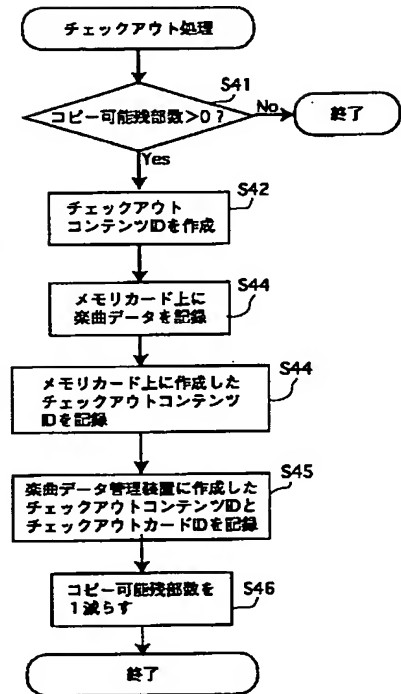 チェックアウト処理
S41
コピー可能残部数>0?
No
終了
Yes
S42
チェックアウト
コンテンツIDを作成
S44
メモリカード上に
楽曲データを記録
S44
メモリカード上に作成した
チェックアウトコンテンツ
IDを記録
S45
楽曲データ管理装置に作成した
チェックアウトコンテンツIDと
チェックアウトカードIDを記録
コピー可能残部数を
1減らす
S46
終了